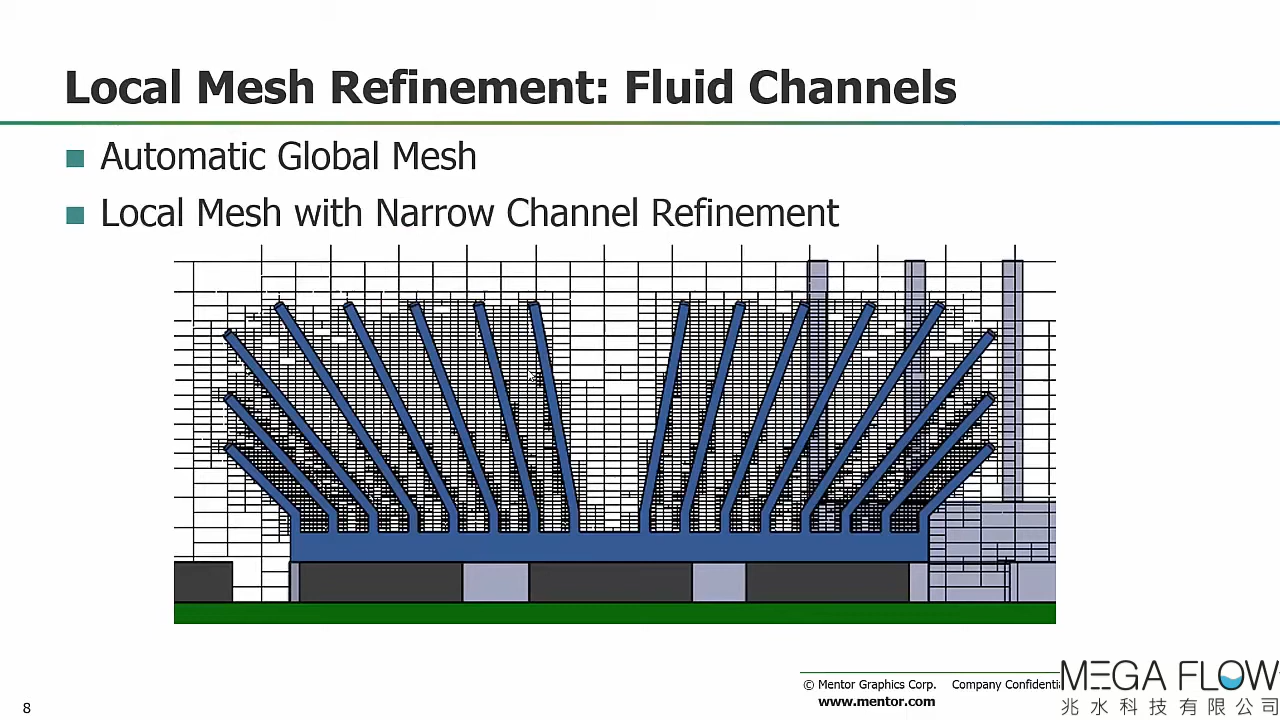 Local Mesh Refinement: Fluid Channels
Automatic Global Mesh
Local Mesh with Narrow Channel Refinement
© Mentor Graphics Corp. Company Confidenti
www.mentor.com
MEGA FLOW
兆水科技有限公司
8